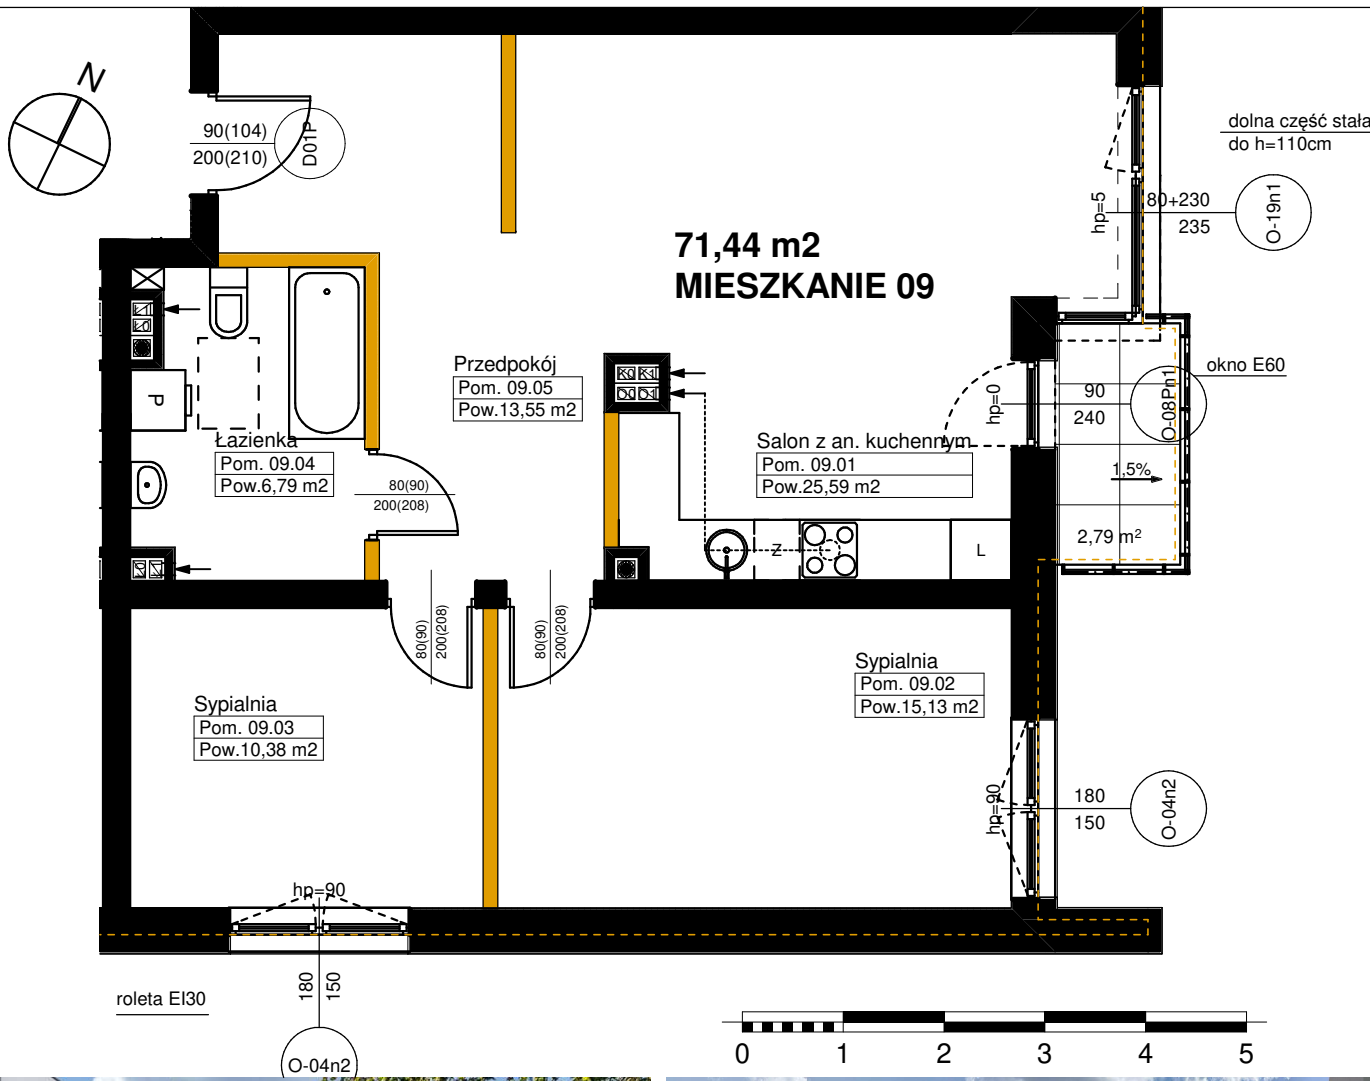 N
90(104)
200(210)
D01P
dolna część stała
do h=110cm
hp=5
80+230
235
O-19n1
71,44 m2
MIESZKANIE 09
Przedpokój
Pom. 09.05
Pow.13,55 m2
okno E60
hp=0
90
240
O-08Pn1
1,5%
2,79 m²
P
Łazienka
Pom. 09.04
Pow.6,79 m2
80(90)
200(208)
Salon z an. kuchennym
Pom. 09.01
Pow.25,59 m2
Z
L
80(90)
200(208)
80(90)
200(208)
Sypialnia
Pom. 09.03
Pow.10,38 m2
Sypialnia
Pom. 09.02
Pow.15,13 m2
hp=90
180
150
O-04n2
hp=90
180
150
O-04n2
roleta EI30
0 1 2 3 4 5